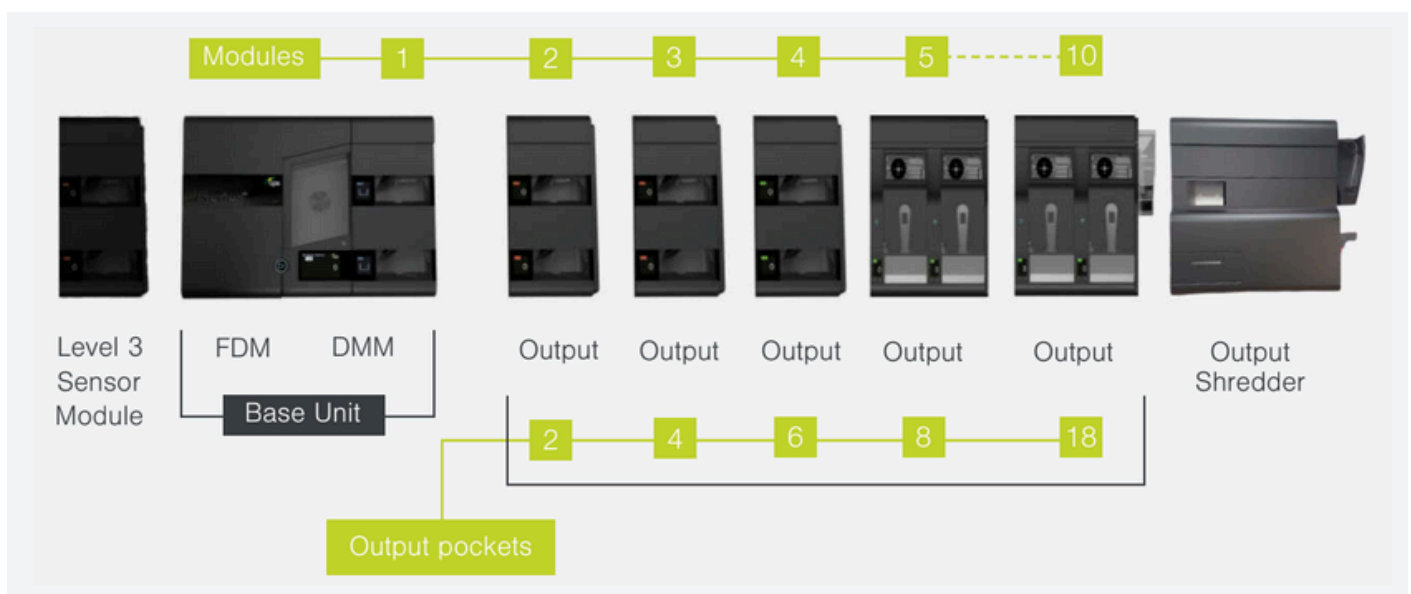 Modules 1 2 3 4 5 10
Level 3
Sensor
Module
FDM DMM
Base Unit
Output Output Output Output Output
Output
Shredder
2 4 6 8 18
Output pockets